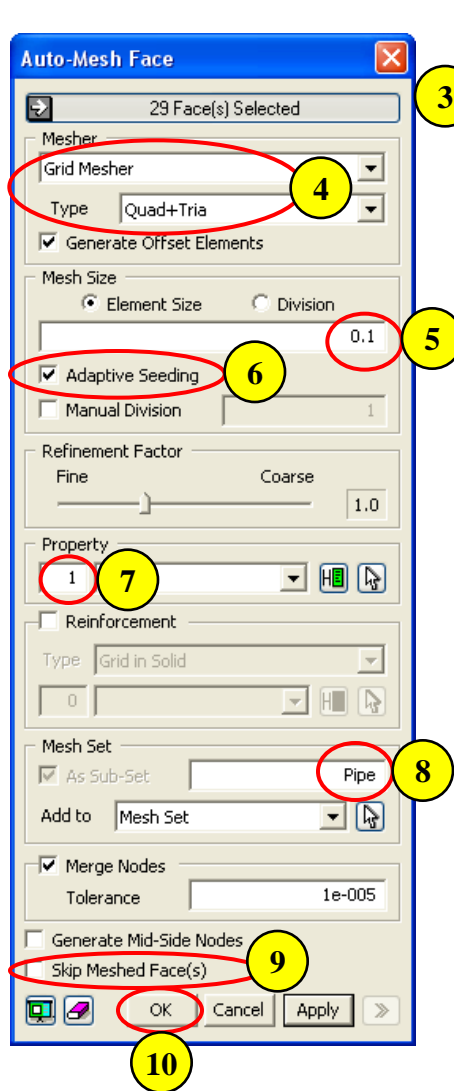 Auto-Mesh Face
29 Face(s) Selected
3
Mesher
Grid Mesher
4
Type Quad+Tria
Generate Offset Elements
Mesh Size
Element Size Division
0.1
5
Adaptive Seeding
6
Manual Division 1
Refinement Factor
Fine Coarse
1.0
Property
1
7
Reinforcement
Type Grid in Solid
0
Mesh Set
As Sub-Set Pipe
8
Add to Mesh Set
Merge Nodes
Tolerance 1e-005
Generate Mid-Side Nodes
Skip Meshed Face(s)
9
OK Cancel Apply >>
10